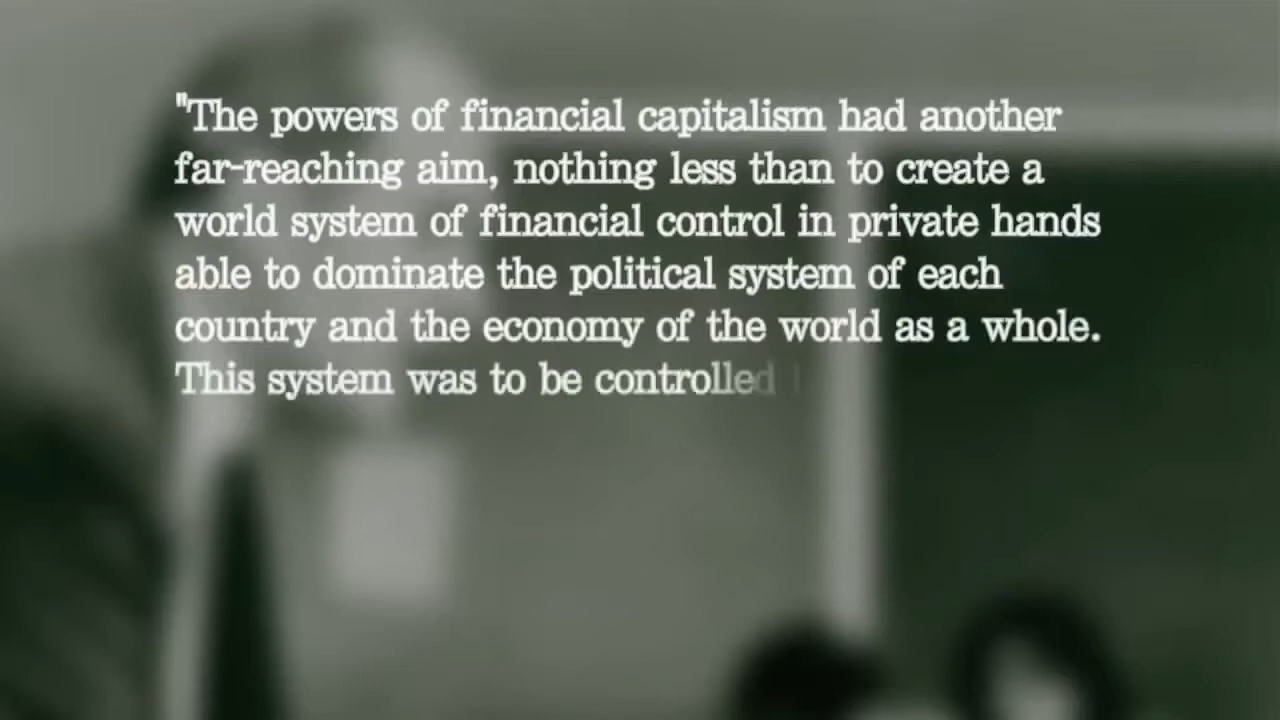 "The powers of financial capitalism had another
far-reaching aim, nothing less than to create a
world system of financial control in private hands
able to dominate the political system of each
country and the economy of the world as a whole.
This system was to be controlled